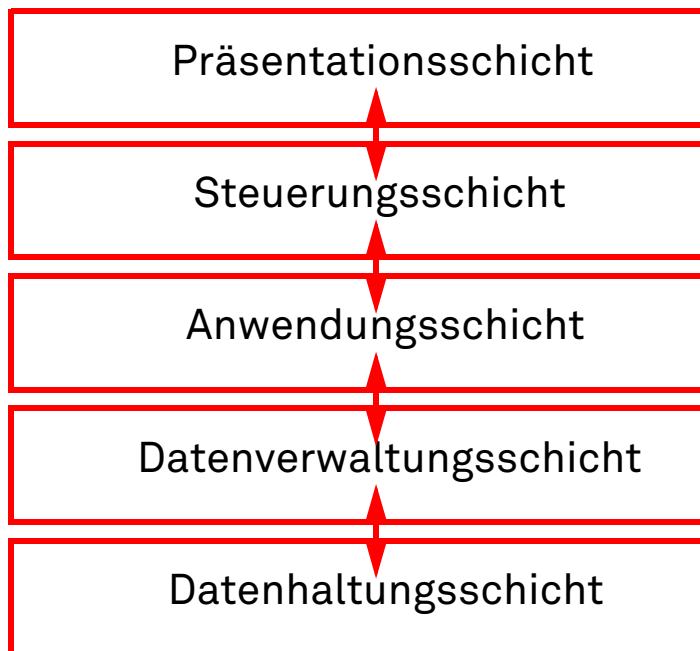 Präsentationsschicht
Steuerungsschicht
Anwendungsschicht
Datenverwaltungsschicht
Datenhaltungsschicht